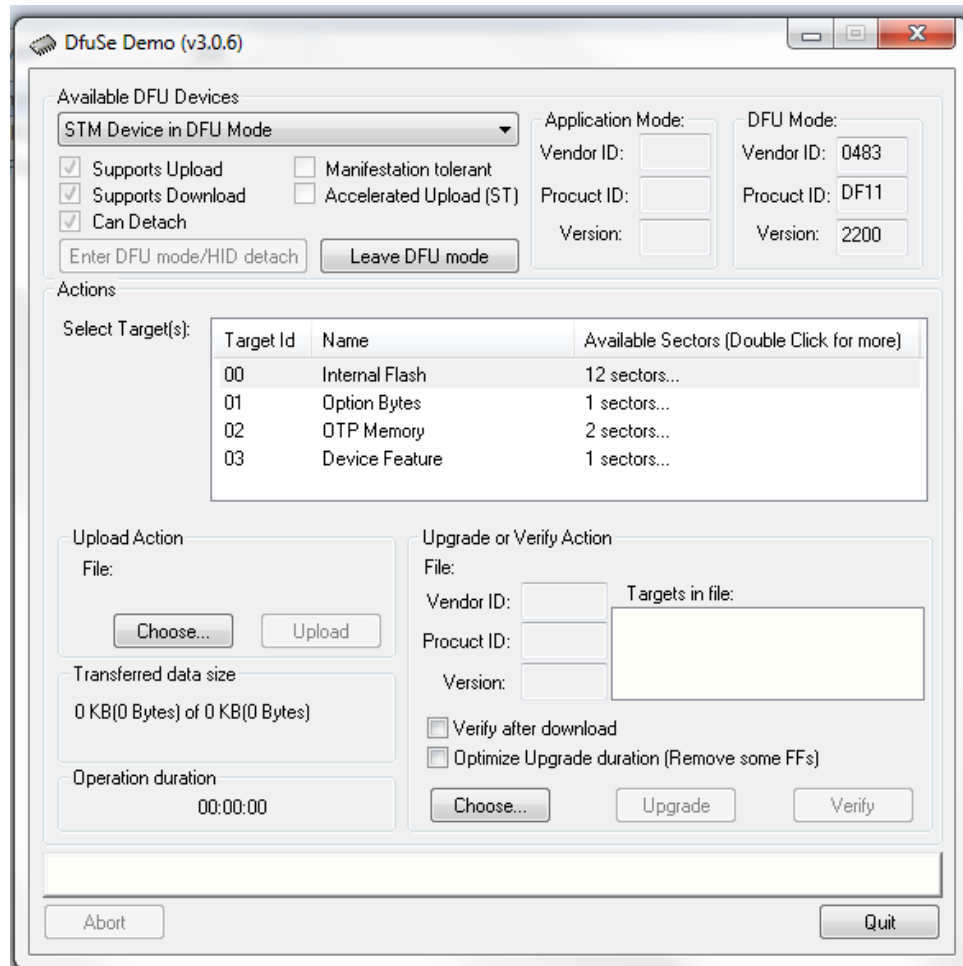 DfuSe Demo (v3.0.6)
Available DFU Devices
STM Device in DFU Mode
Supports Upload
Manifestation tolerant
Supports Download
Accelerated Upload (ST)
Can Detach
Enter DFU mode/HID detach
Leave DFU mode
Application Mode:
Vendor ID:
Procuct ID:
Version:
DFU Mode:
Vendor ID: 0483
Procuct ID: DF11
Version: 2200
Actions
Select Target(s):
Target Id Name Available Sectors (Double Click for more)
00 Internal Flash 12 sectors...
01 Option Bytes 1 sectors...
02 OTP Memory 2 sectors...
03 Device Feature 1 sectors...
Upload Action
File:
Choose... Upload
Transferred data size
0 KB(0 Bytes) of 0 KB(0 Bytes)
Operation duration
00:00:00
Upgrade or Verify Action
File:
Vendor ID:
Procuct ID:
Version:
Targets in file:
Verify after download
Optimize Upgrade duration (Remove some FFs)
Choose... Upgrade Verify
Abort Quit